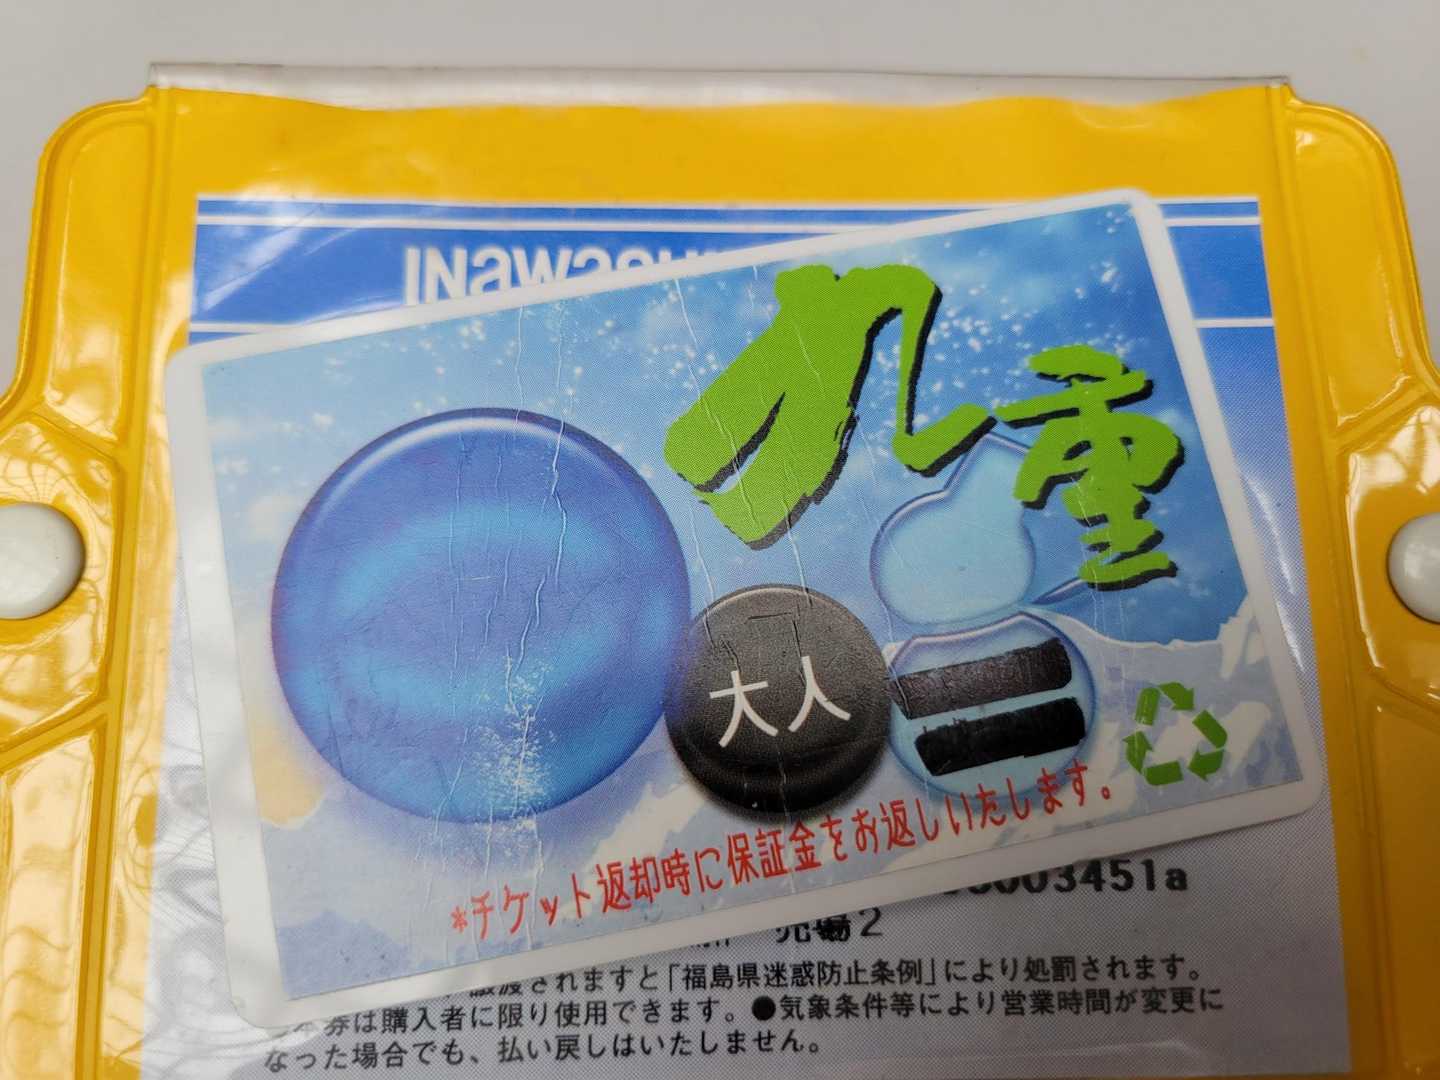 INaWaSHI
九重
大人
*チケット返却時に保証金をお返しいたします。
3451a
売場2
譲渡されますと「福島県迷惑防止条例」により処罰されます。
本券は購入者に限り使用できます。●気象条件等により営業時間が変更に
なった場合でも、払い戻しはいたしません。